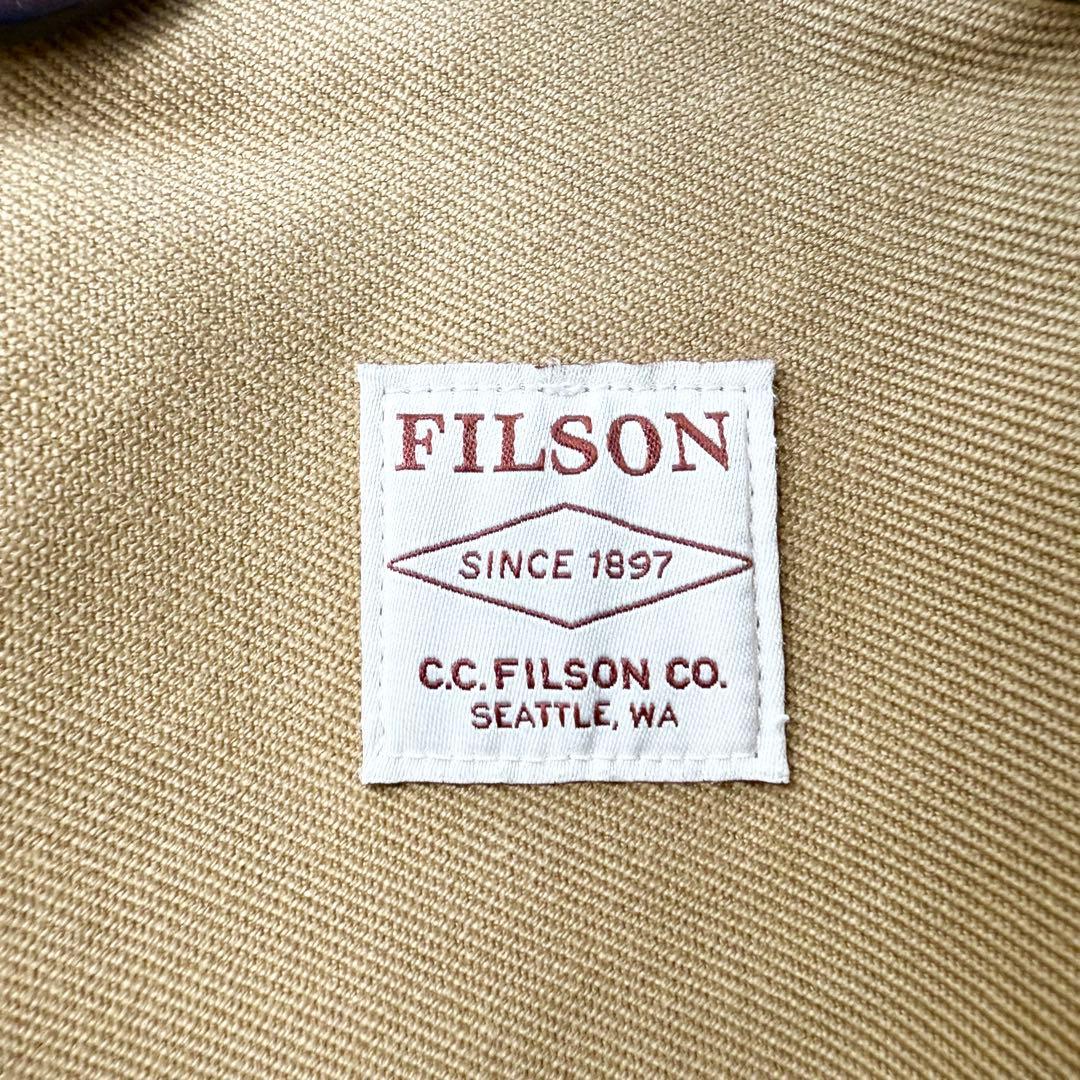 FILSON
SINCE 1897
C.C. FILSON CO.
SEATTLE, WA